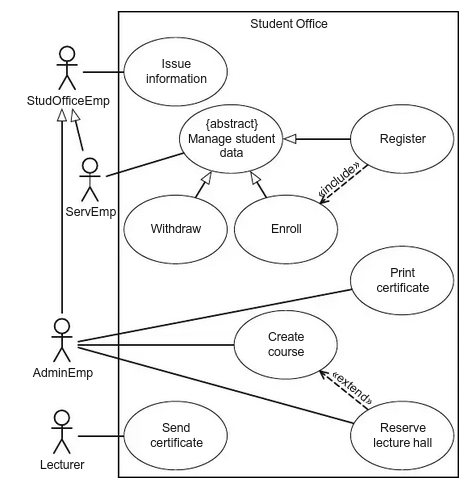 Student Office
Issue
information
StudOfficeEmp
{abstract}
Manage student
data
Register
«include»
ServEmp
Withdraw
Enroll
Print
certificate
Create
course
AdminEmp
«extend»
Send
certificate
Reserve
lecture hall
Lecturer